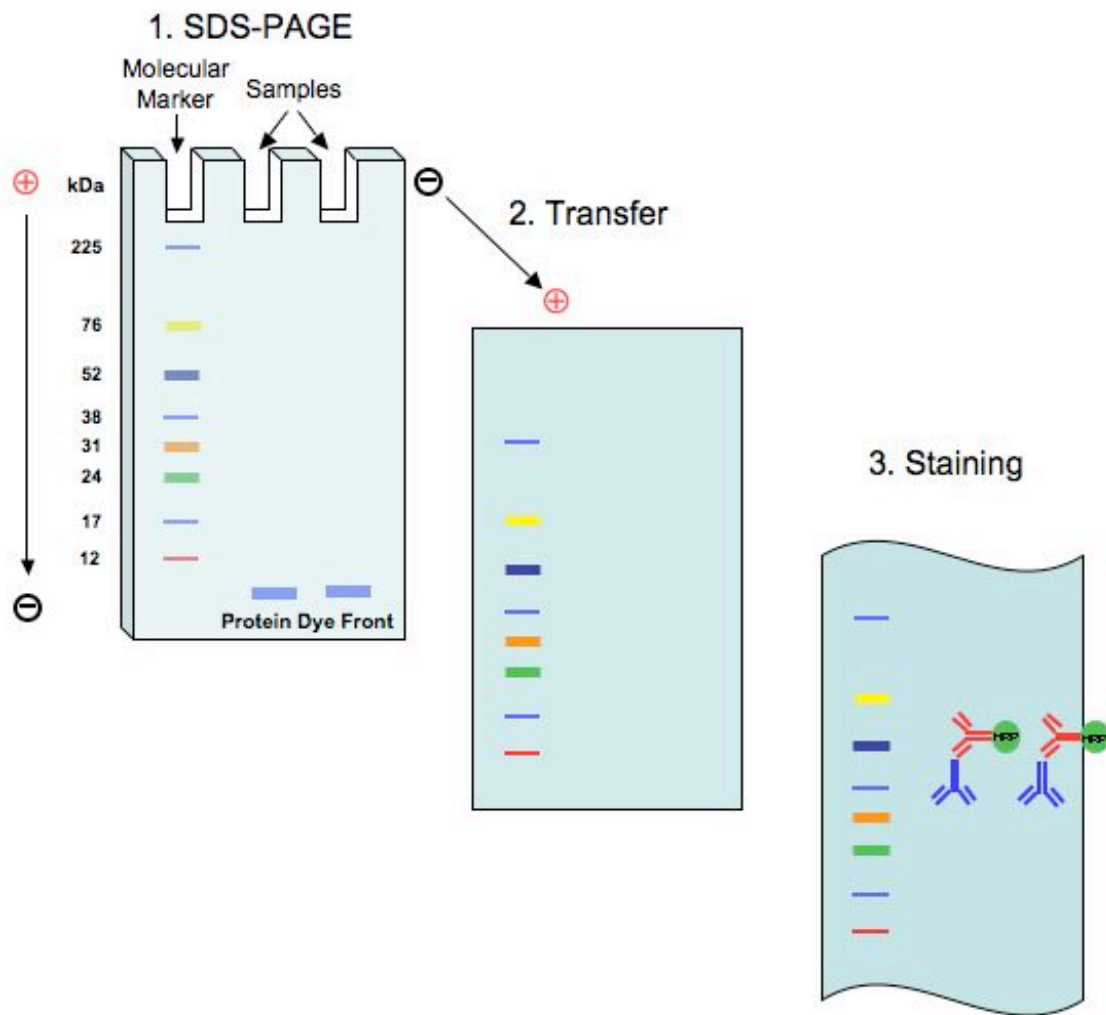 1. SDS-PAGE
Molecular
Marker
Samples
kDa
225
76
52
38
31
24
17
12
Protein Dye Front
2. Transfer
3. Staining
HRP
HRP